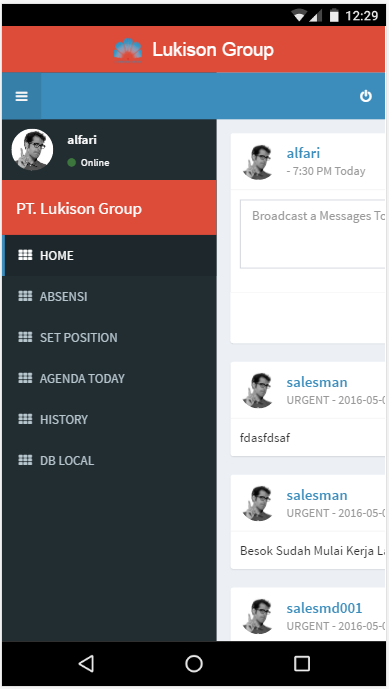 12:29
Lukison Group
alfari
Online
PT. Lukison Group
HOME
ABSENSI
SET POSITION
AGENDA TODAY
HISTORY
DB LOCAL
alfari
- 7:30 PM Today
Broadcast a Messages To
salesman
URGENT - 2016-05-0
fdasfdsaf
salesman
URGENT - 2016-05-0
Besok Sudah Mulai Kerja La
salesmd001
URGENT - 2016-05-0